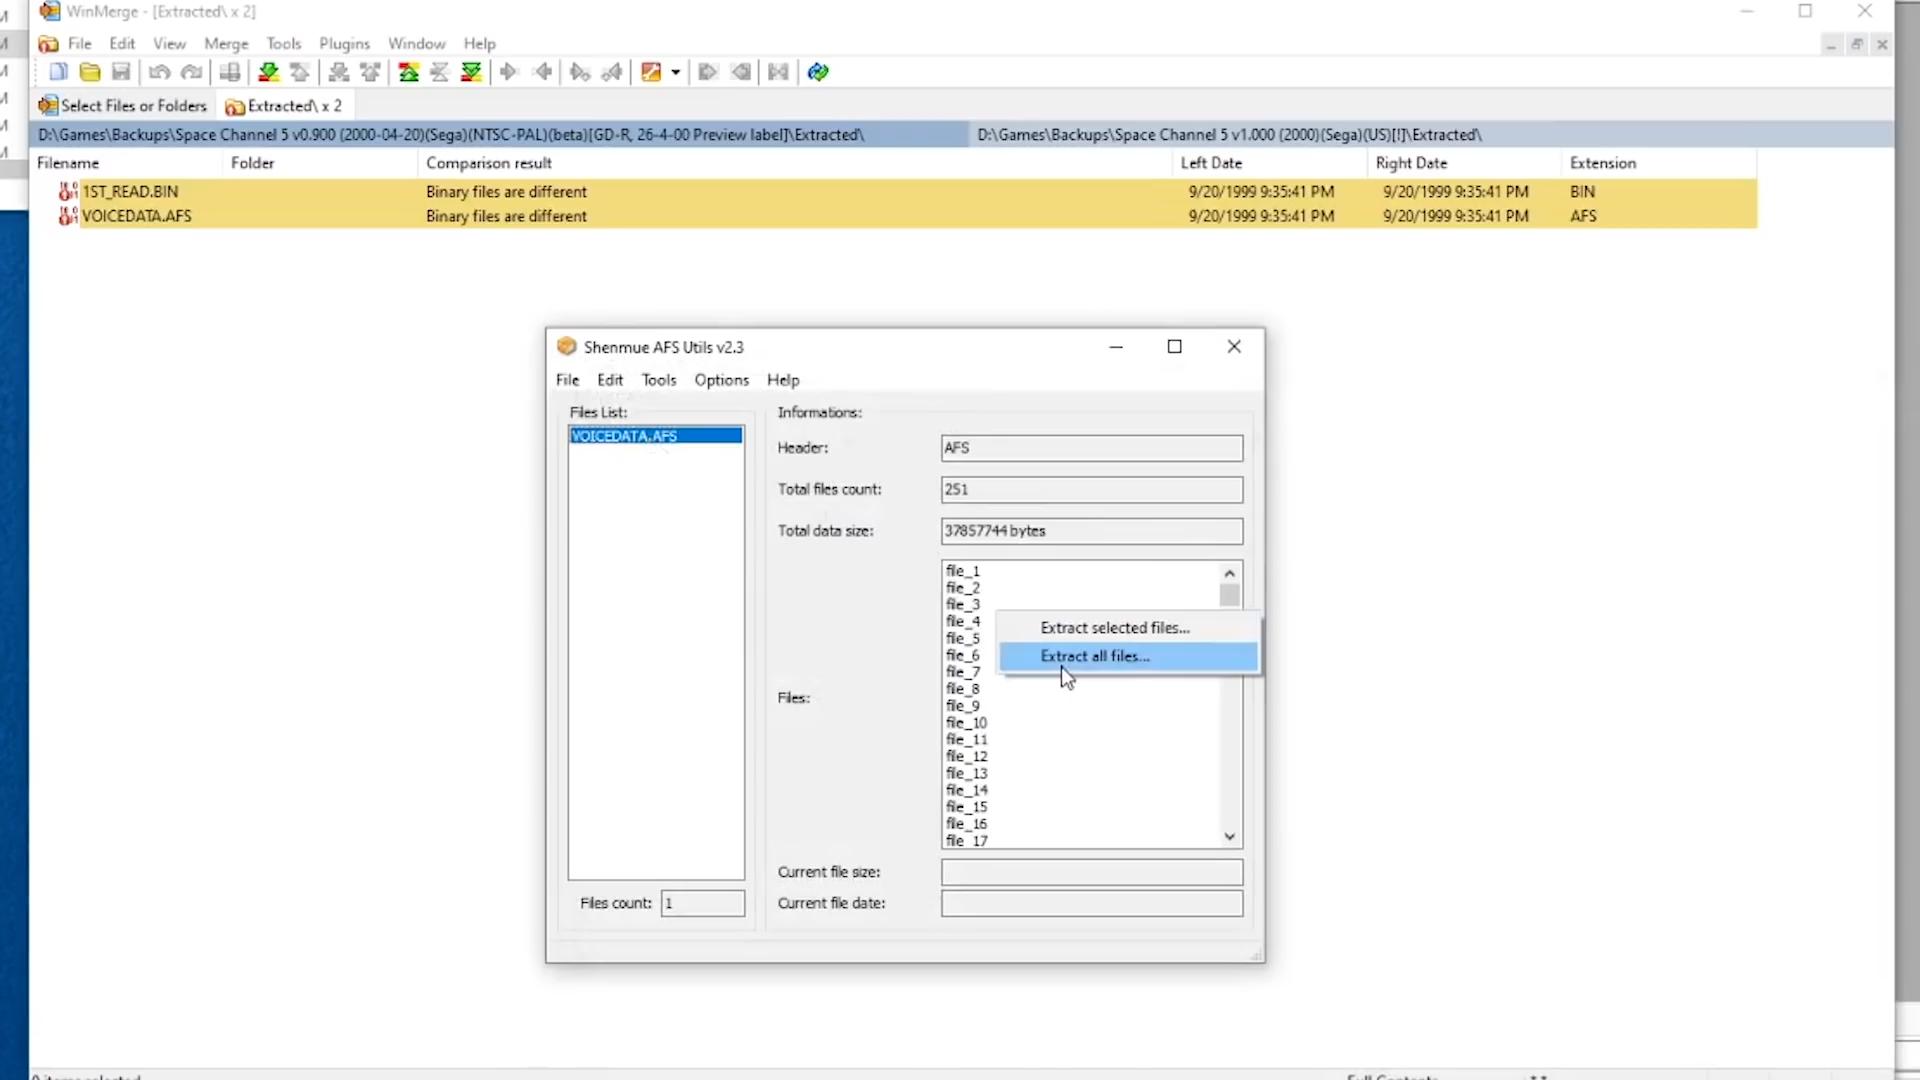 WinMerge - [Extracted\ x 2]
File Edit View Merge Tools Plugins Window Help
Select Files or Folders Extracted\ x 2
D:\Games\Backups\Space Channel 5 v0.900 (2000-04-20)(Sega)(NTSC-PAL)(beta)[GD-R, 26-4-00 Preview label]\Extracted\ D:\Games\Backups\Space Channel 5 v1.000 (2000)(Sega)(US)[!]\Extracted\
Filename Folder Comparison result Left Date Right Date Extension
1ST_READ.BIN Binary files are different 9/20/1999 9:35:41 PM 9/20/1999 9:35:41 PM BIN
VOICEDATA.AFS Binary files are different 9/20/1999 9:35:41 PM 9/20/1999 9:35:41 PM AFS
Shenmue AFS Utils v2.3
File Edit Tools Options Help
Files List:
VOICEDATA.AFS
Files count: 1
Informations:
Header: AFS
Total files count: 251
Total data size: 37857744 bytes
Files:
file_1
file_2
file_3
file_4
file_5
file_6
file_7
file_8
file_9
file_10
file_11
file_12
file_13
file_14
file_15
file_16
file_17
Extract selected files...
Extract all files...
Current file size:
Current file date: